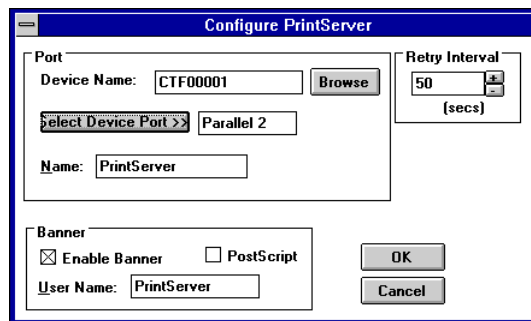 Configure PrintServer
Port
Device Name: CTF00001 Browse
Select Device Port >> Parallel 2
Name: PrintServer
Retry Interval
50 + -
(secs)
Banner
Enable Banner PostScript
User Name: PrintServer
OK
Cancel